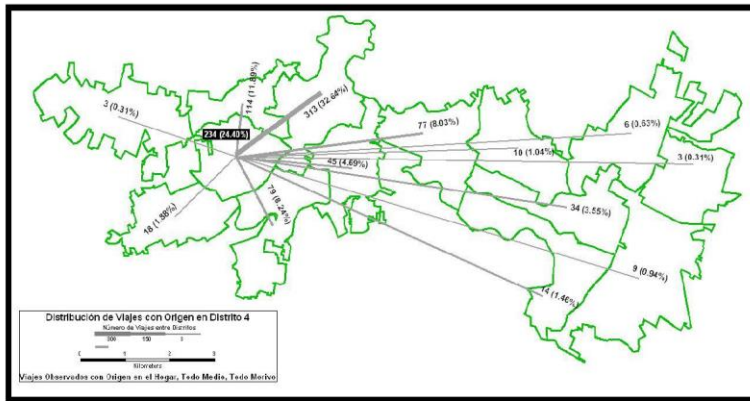 114 (11.89%)
313 (32.64%)
3 (0.31%)
234 (24.40%)
77 (8.03%)
6 (0.63%)
10 (1.04%)
3 (0.31%)
45 (4.69%)
79 (8.24%)
18 (1.88%)
34 (3.55%)
9 (0.94%)
14 (1.46%)
Distribución de Viajes con Origen en Distrito 4
Número de Viajes entre Distritos
300 150 0
0 1 2 3
Kilometers
Viajes Observados con Origen en el Hogar, Todo Medio, Todo Motivo